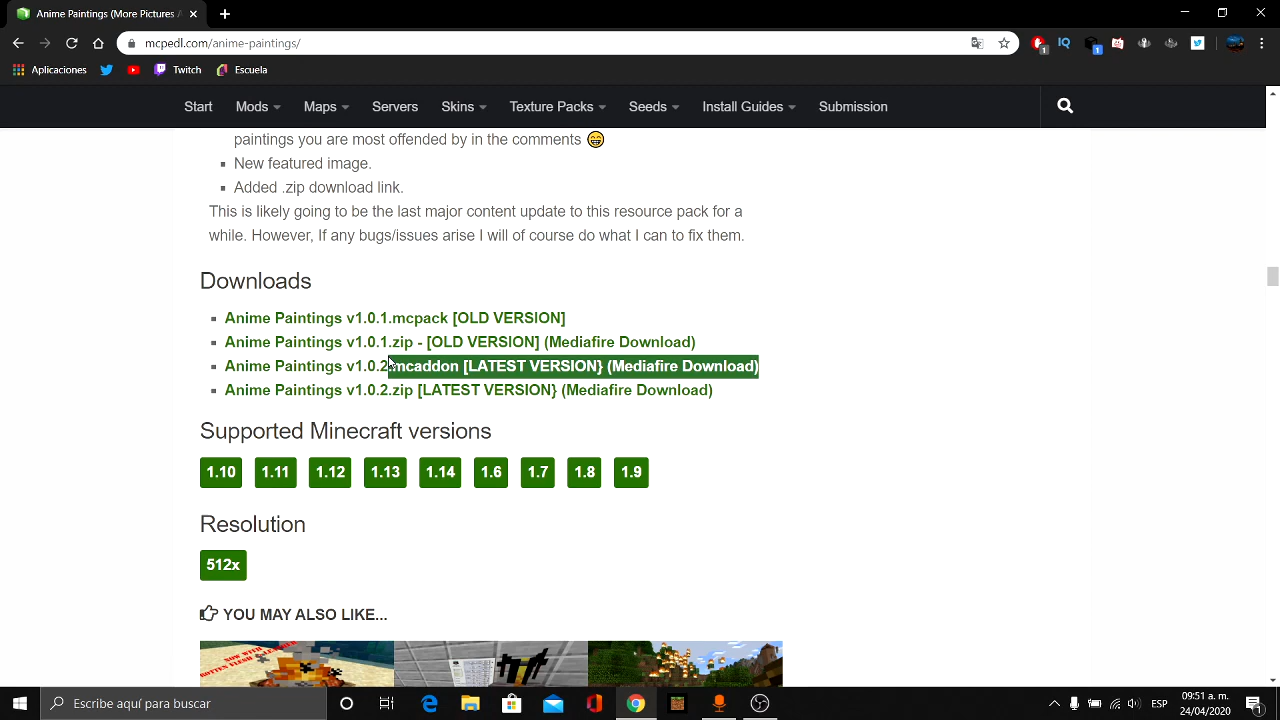 Anime Paintings (More Pictures /
mcpedl.com/anime-paintings/
Aplicaciones
Twitch
Escuela
Start
Mods
Maps
Servers
Skins
Texture Packs
Seeds
Install Guides
Submission
paintings you are most offended by in the comments 😁
New featured image.
Added .zip download link.
This is likely going to be the last major content update to this resource pack for a
while. However, If any bugs/issues arise I will of course do what I can to fix them.
Downloads
Anime Paintings v1.0.1.mcpack [OLD VERSION]
Anime Paintings v1.0.1.zip - [OLD VERSION] (Mediafire Download)
Anime Paintings v1.0.2.mcaddon [LATEST VERSION} (Mediafire Download)
Anime Paintings v1.0.2.zip [LATEST VERSION} (Mediafire Download)
Supported Minecraft versions
1.10 1.11 1.12 1.13 1.14 1.6 1.7 1.8 1.9
Resolution
512x
YOU MAY ALSO LIKE...
Escribe aquí para buscar
ESP
09:51 a. m.
24/04/2020